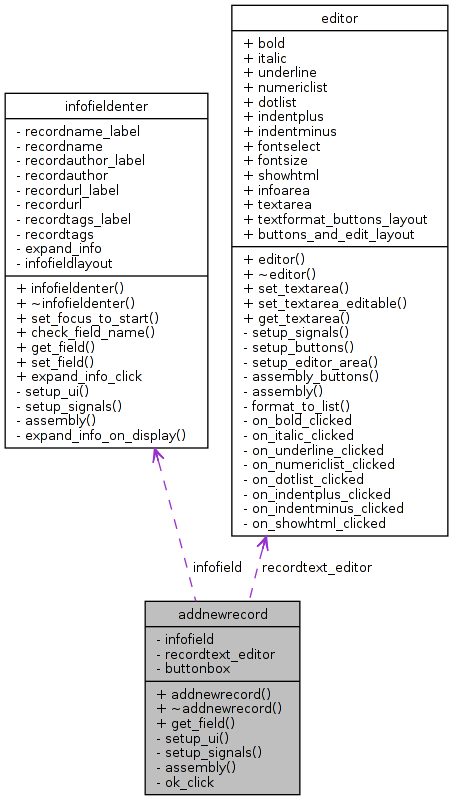 editor
+ bold
+ italic
+ underline
+ numericlist
+ dotlist
+ indentplus
+ indentminus
+ fontselect
+ fontsize
+ showhtml
+ infoarea
+ textarea
+ textformat_buttons_layout
+ buttons_and_edit_layout
+ editor()
+ ~editor()
+ set_textarea()
+ set_textarea_editable()
+ get_textarea()
- setup_signals()
- setup_buttons()
- setup_editor_area()
- assembly_buttons()
- assembly()
- format_to_list()
- on_bold_clicked
- on_italic_clicked
- on_underline_clicked
- on_numericlist_clicked
- on_dotlist_clicked
- on_indentplus_clicked
- on_indentminus_clicked
- on_showhtml_clicked
infofieldenter
- recordname_label
- recordname
- recordauthor_label
- recordauthor
- recordurl_label
- recordurl
- recordtags_label
- recordtags
- expand_info
- infofieldlayout
+ infofieldenter()
+ ~infofieldenter()
+ set_focus_to_start()
+ check_field_name()
+ get_field()
+ set_field()
+ expand_info_click
- setup_ui()
- setup_signals()
- assembly()
- expand_info_on_display()
infofield
recordtext_editor
addnewrecord
- infofield
- recordtext_editor
- buttonbox
+ addnewrecord()
+ ~addnewrecord()
+ get_field()
- setup_ui()
- setup_signals()
- assembly()
- ok_click